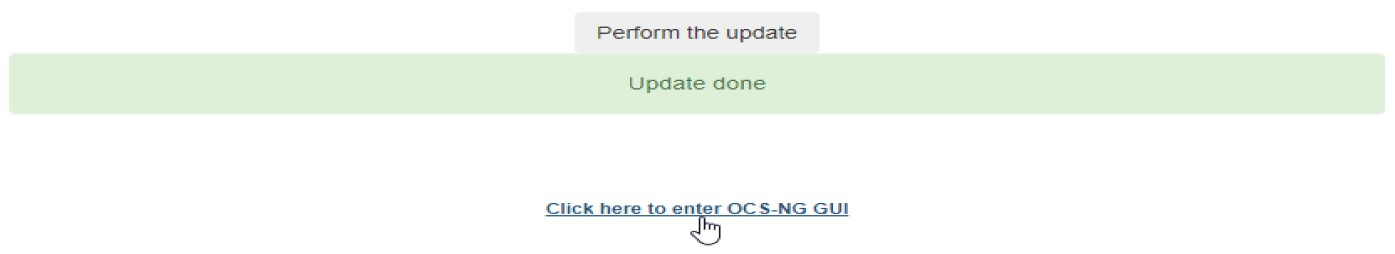 Perform the update
Update done
Click here to enter OCS-NG GUI